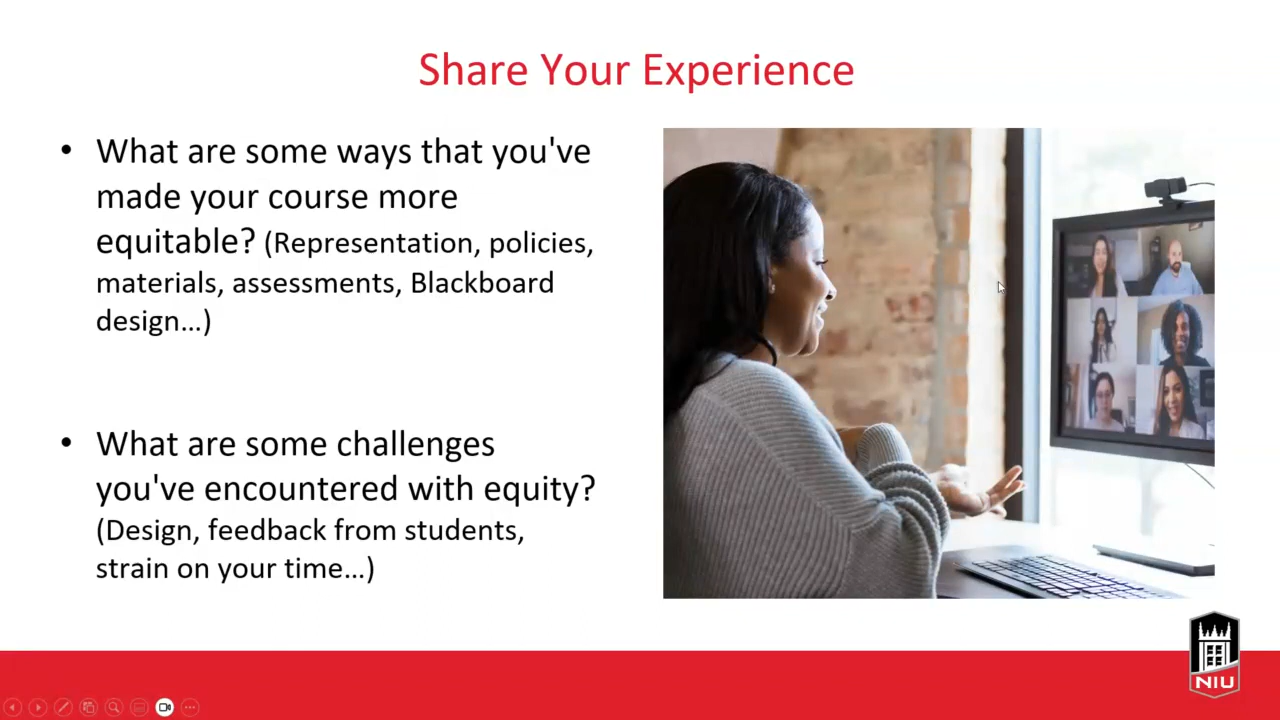 Share Your Experience
• What are some ways that you've
made your course more
equitable? (Representation, policies,
materials, assessments, Blackboard
design…)
• What are some challenges
you've encountered with equity?
(Design, feedback from students,
strain on your time…)
NIU